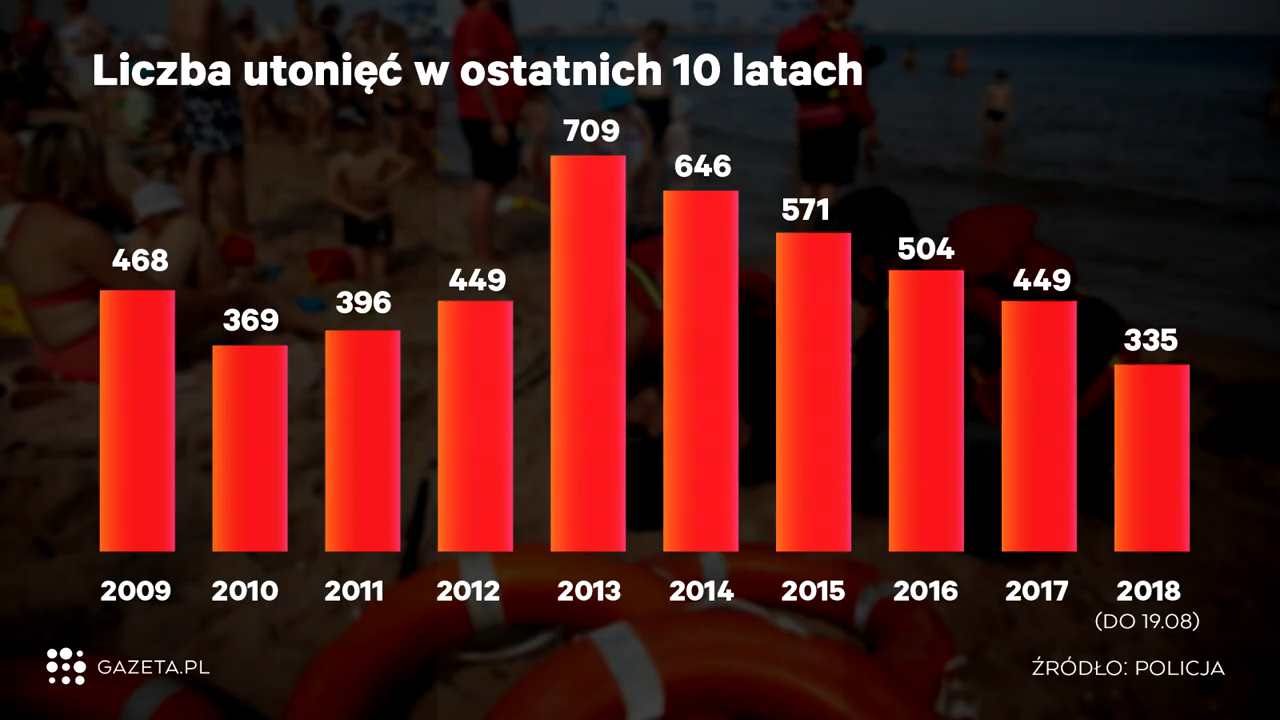 Liczba utonięć w ostatnich 10 latach
709
646
571
504
468
449
449
396
369
335
2009 2010 2011 2012 2013 2014 2015 2016 2017 2018
(DO 19.08)
GAZETA.PL
ŹRÓDŁO: POLICJA